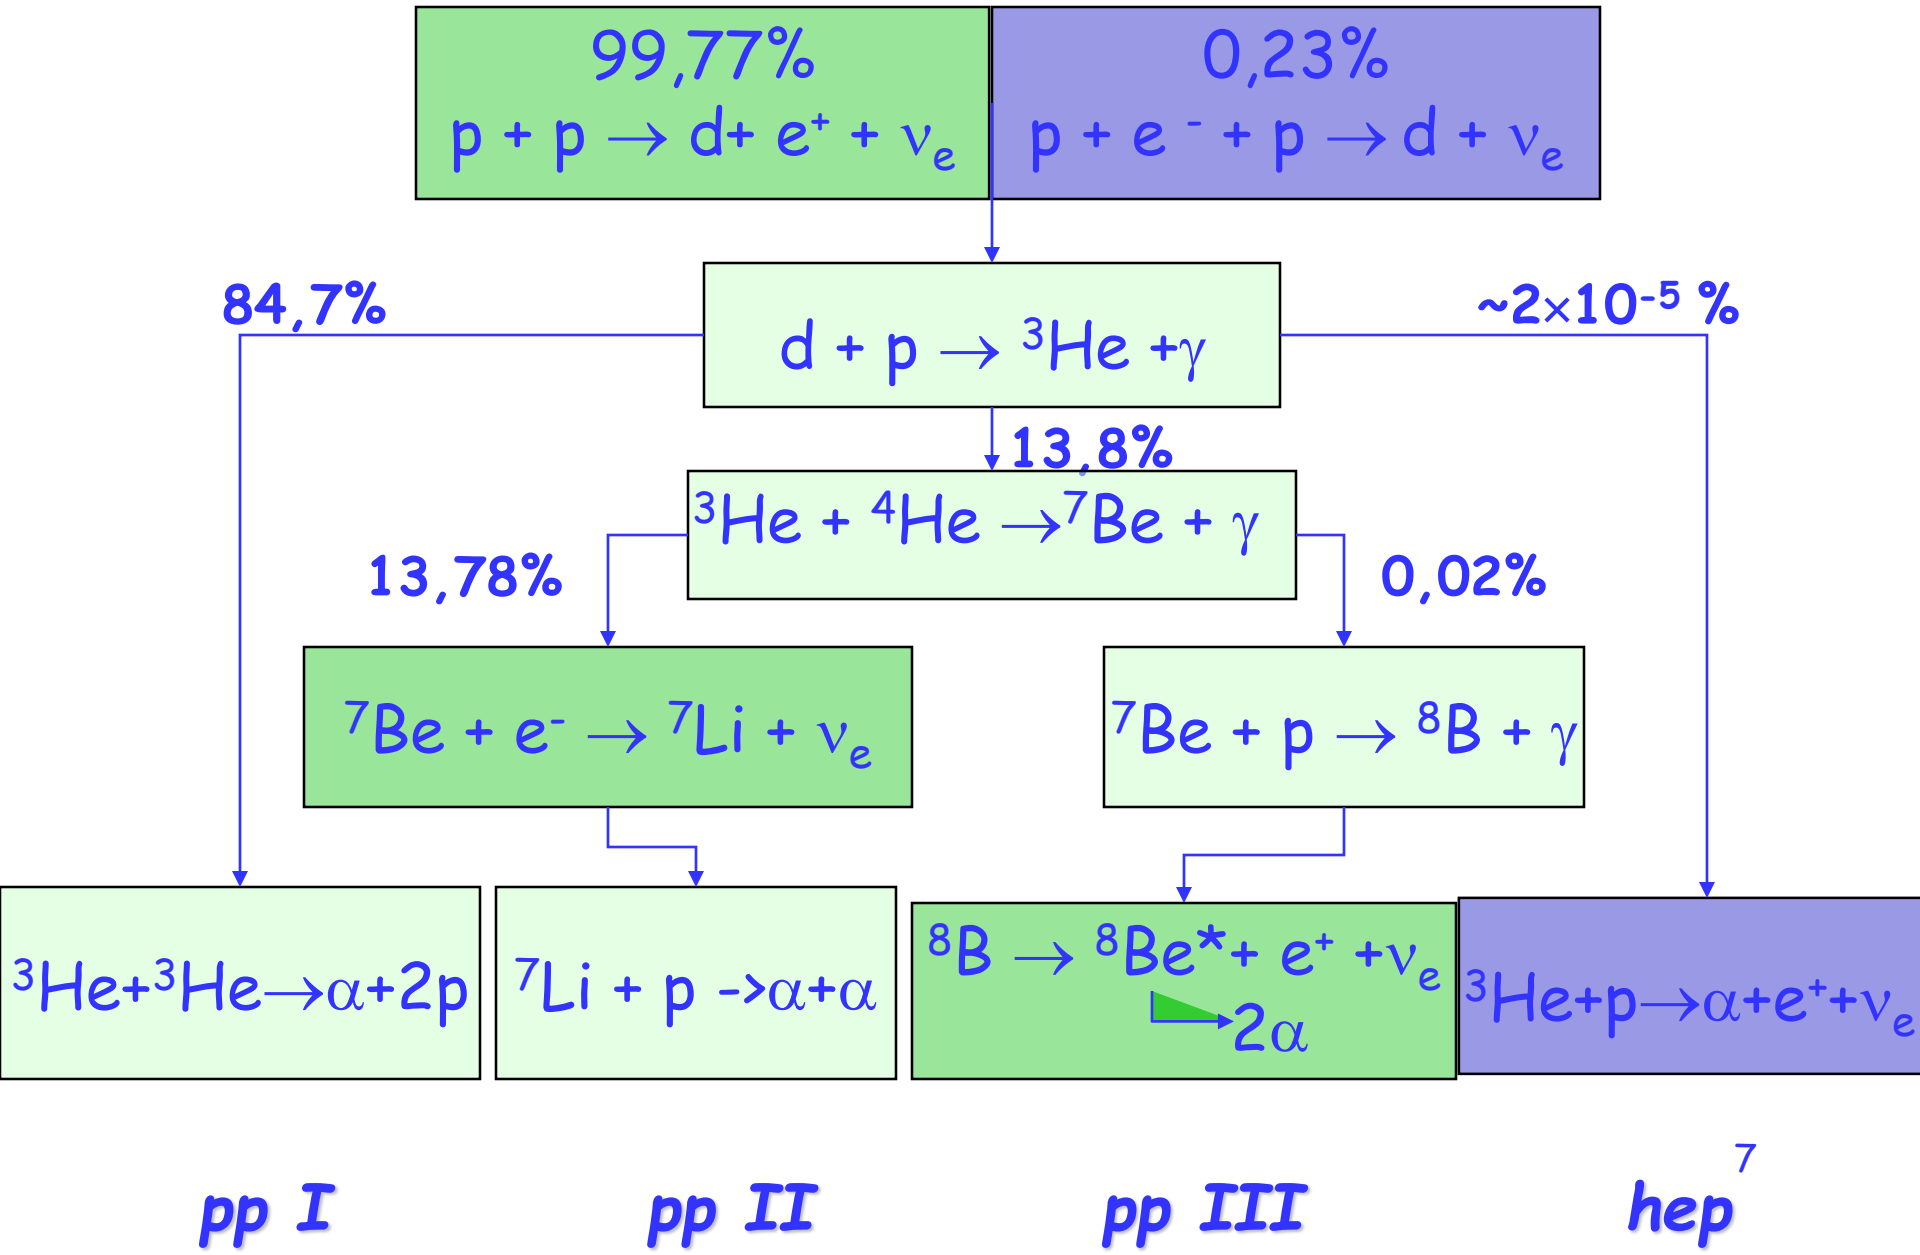 99,77%
p + p → d+ e⁺ + νₑ
0,23%
p + e ⁻ + p → d + νₑ
84,7%
~2×10⁻⁵ %
d + p → ³He +γ
13,8%
³He + ⁴He →⁷Be + γ
13,78%
0,02%
⁷Be + e⁻ → ⁷Li + νₑ
⁷Be + p → ⁸B + γ
³He+³He→α+2p
⁷Li + p ->α+α
⁸B → ⁸Be*+ e⁺ +νₑ
2α
³He+p→α+e⁺+νₑ
7
pp I
pp II
pp III
hep